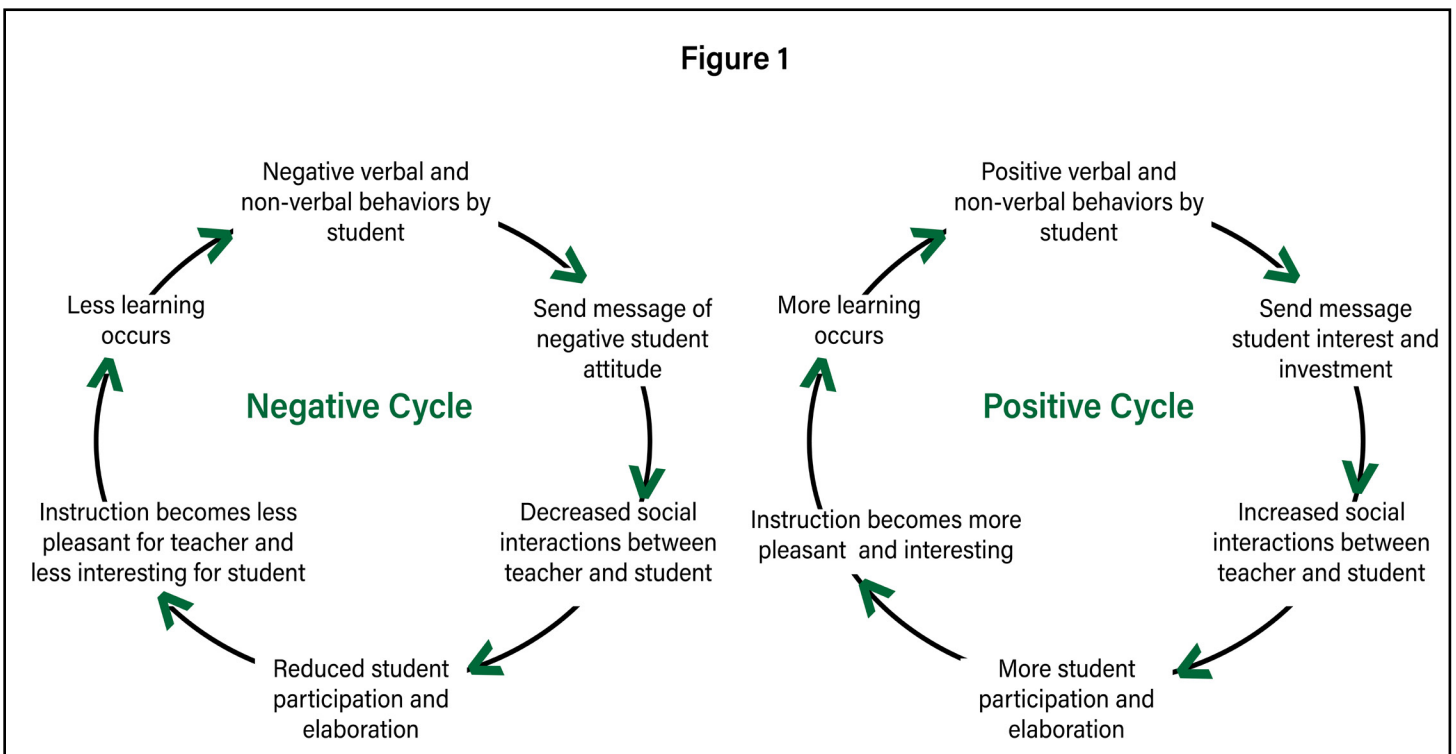 Figure 1
Negative verbal and
non-verbal behaviors by
student
Send message of
negative student
attitude
Decreased social
interactions between
teacher and student
Reduced student
participation and
elaboration
Instruction becomes less
pleasant for teacher and
less interesting for student
Less learning
occurs
Negative Cycle
Positive verbal and
non-verbal behaviors by
student
Send message
student interest and
investment
Increased social
interactions between
teacher and student
More student
participation and
elaboration
Instruction becomes more
pleasant  and interesting
More learning
occurs
Positive Cycle